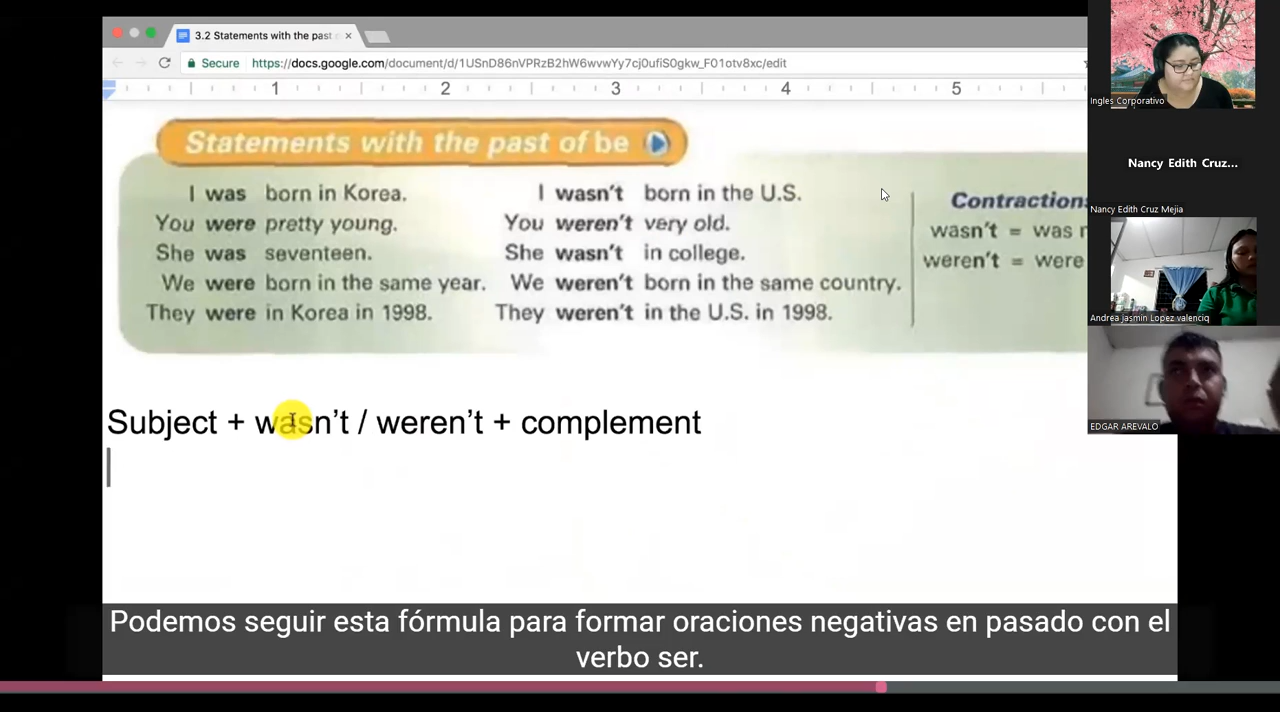 3.2 Statements with the past
Secure
https://docs.google.com/document/d/1USnD86nVPRzB2hW6wvwYy7cj0ufiS0gkw_F01otv8xc/edit
1 2 3 4 5
Statements with the past of be
I was born in Korea.
You were pretty young.
She was seventeen.
We were born in the same year.
They were in Korea in 1998.
I wasn't born in the U.S.
You weren't very old.
She wasn't in college.
We weren't born in the same country.
They weren't in the U.S. in 1998.
Contractions
wasn't = was n
weren't = were
Subject + wasn't / weren't + complement
Podemos seguir esta fórmula para formar oraciones negativas en pasado con el
verbo ser.
Ingles Corporativo
Nancy Edith Cruz...
Nancy Edith Cruz Mejia
Andrea jasmin Lopez valenciq
EDGAR AREVALO